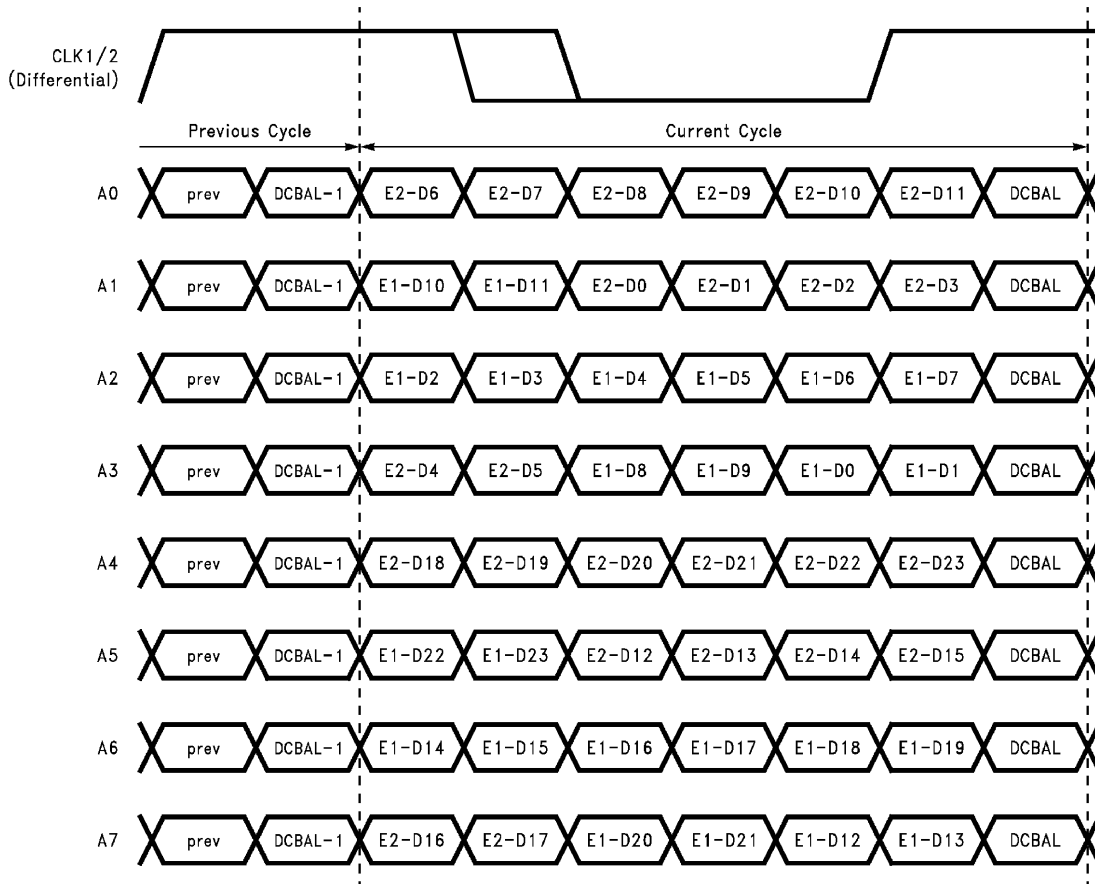 CLK1/2
(Differential)
Previous Cycle Current Cycle
A0 prev DCBAL-1 E2-D6 E2-D7 E2-D8 E2-D9 E2-D10 E2-D11 DCBAL
A1 prev DCBAL-1 E1-D10 E1-D11 E2-D0 E2-D1 E2-D2 E2-D3 DCBAL
A2 prev DCBAL-1 E1-D2 E1-D3 E1-D4 E1-D5 E1-D6 E1-D7 DCBAL
A3 prev DCBAL-1 E2-D4 E2-D5 E1-D8 E1-D9 E1-D0 E1-D1 DCBAL
A4 prev DCBAL-1 E2-D18 E2-D19 E2-D20 E2-D21 E2-D22 E2-D23 DCBAL
A5 prev DCBAL-1 E1-D22 E1-D23 E2-D12 E2-D13 E2-D14 E2-D15 DCBAL
A6 prev DCBAL-1 E1-D14 E1-D15 E1-D16 E1-D17 E1-D18 E1-D19 DCBAL
A7 prev DCBAL-1 E2-D16 E2-D17 E1-D20 E1-D21 E1-D12 E1-D13 DCBAL